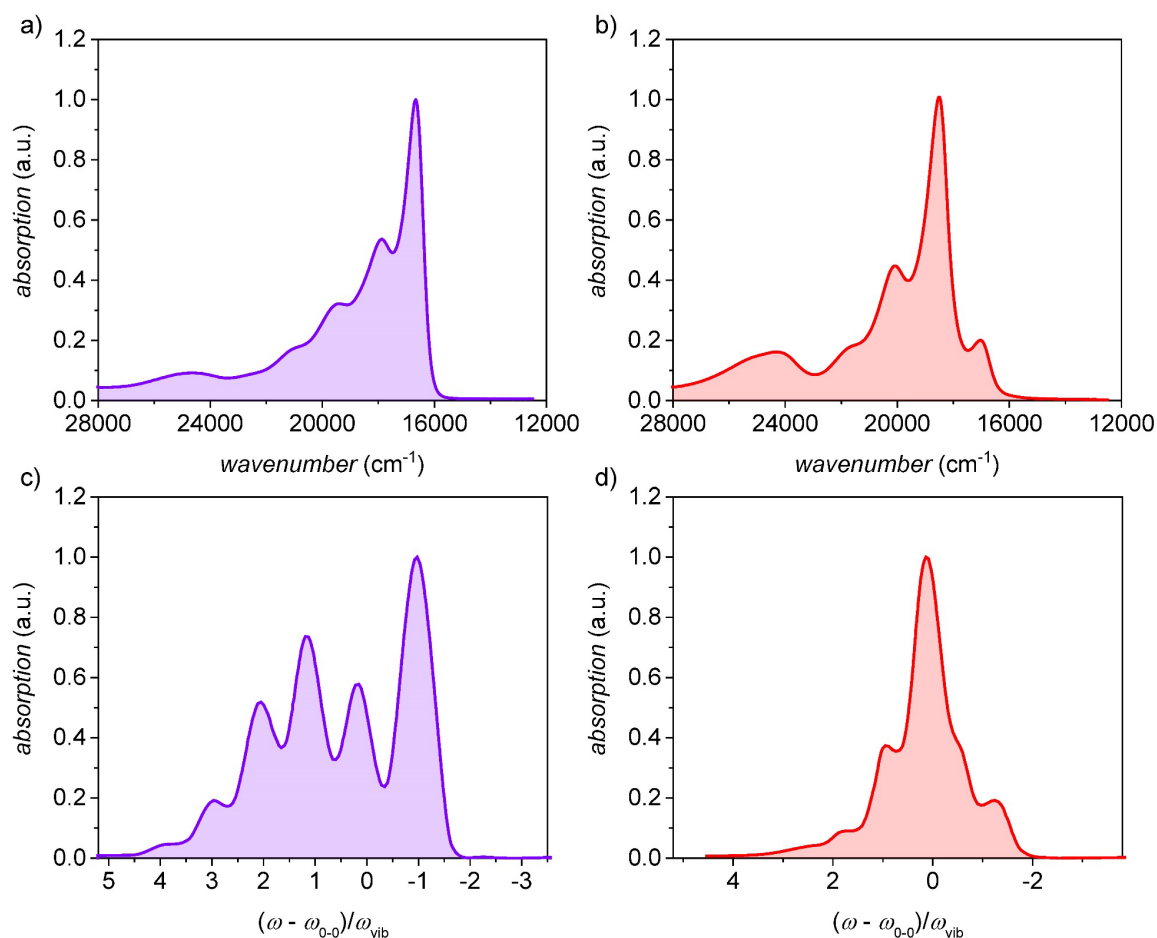 a)
1.2
1.0
0.8
0.6
0.4
0.2
0.0
absorption (a.u.)
28000 24000 20000 16000 12000
wavenumber (cm⁻¹)
b)
1.2
1.0
0.8
0.6
0.4
0.2
0.0
absorption (a.u.)
28000 24000 20000 16000 12000
wavenumber (cm⁻¹)
c)
1.2
1.0
0.8
0.6
0.4
0.2
0.0
absorption (a.u.)
5 4 3 2 1 0 -1 -2 -3
(ω - ω₀₋₀)/ω_vib
d)
1.2
1.0
0.8
0.6
0.4
0.2
0.0
absorption (a.u.)
4 2 0 -2
(ω - ω₀₋₀)/ω_vib